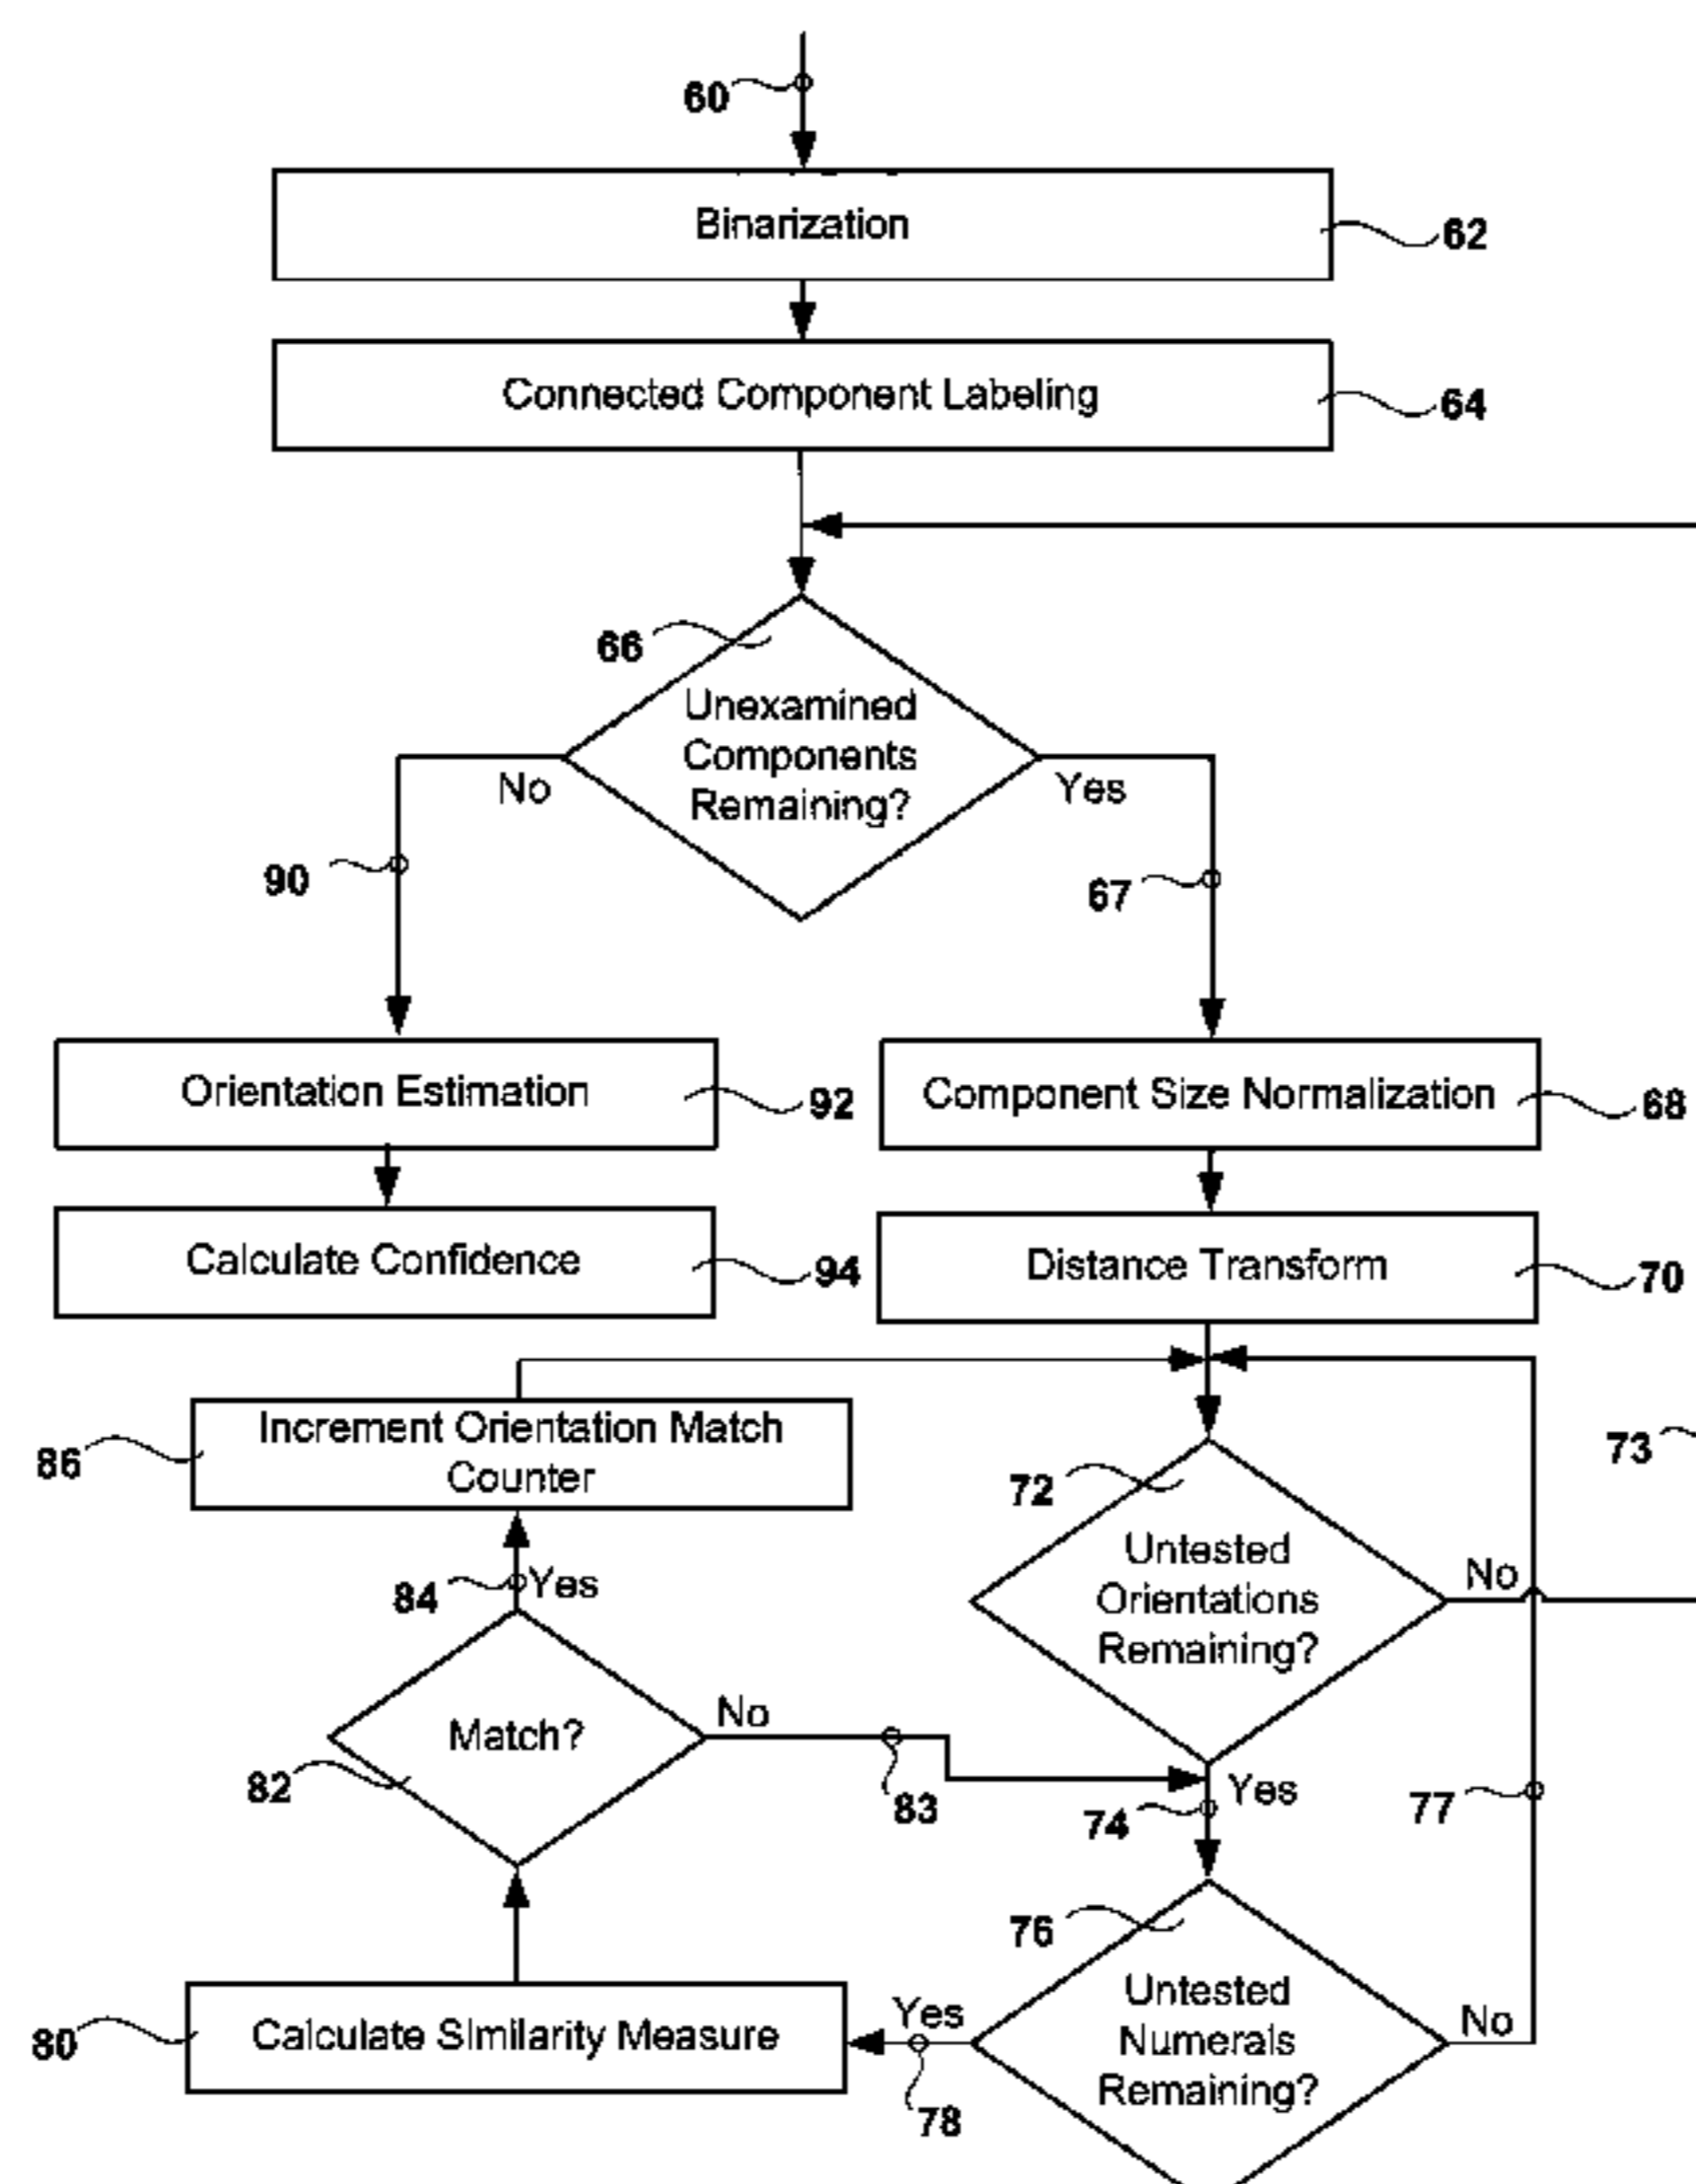 60
Binarization
62
Connected Component Labeling
64
66
Unexamined
Components
Remaining?
No
Yes
90
67
Orientation Estimation
92
Component Size Normalization
68
Calculate Confidence
94
Distance Transform
70
Increment Orientation Match
Counter
86
73
72
Untested
Orientations
Remaining?
No
84
Yes
Match?
No
82
83
Yes
74
77
76
Untested
Numerals
Remaining?
Yes
No
80
Calculate SImilarity Measure
78